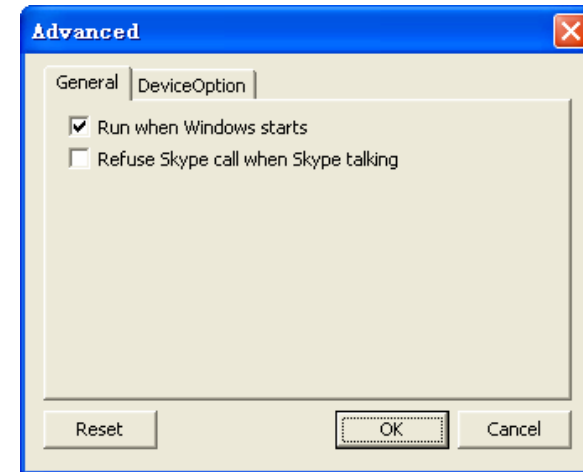 Advanced
General DeviceOption
Run when Windows starts
Refuse Skype call when Skype talking
Reset OK Cancel